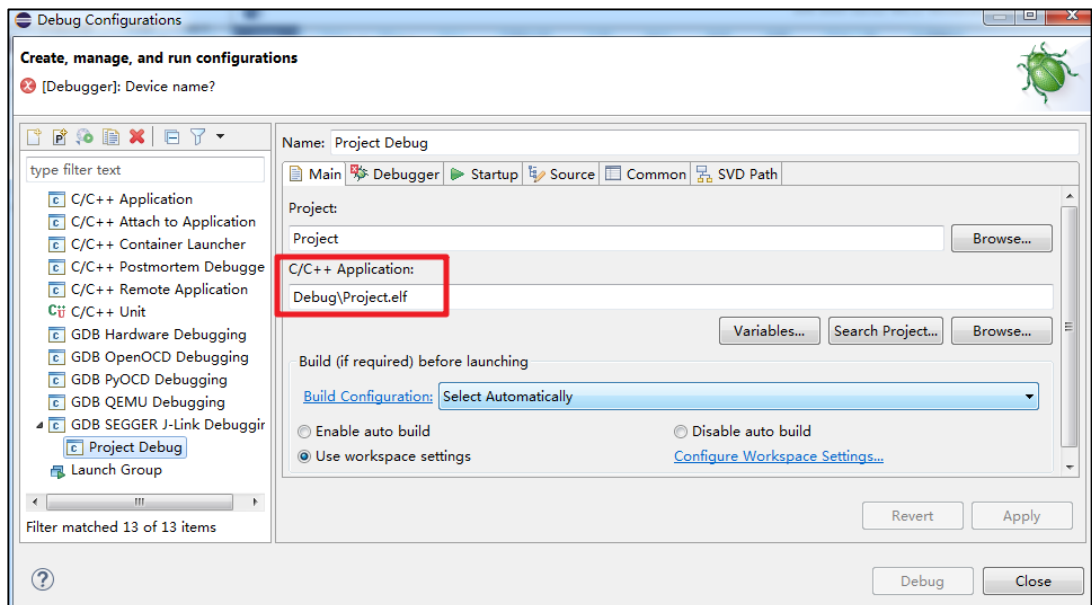 Debug Configurations
Create, manage, and run configurations
[Debugger]: Device name?
type filter text
C/C++ Application
C/C++ Attach to Application
C/C++ Container Launcher
C/C++ Postmortem Debugge
C/C++ Remote Application
C/C++ Unit
GDB Hardware Debugging
GDB OpenOCD Debugging
GDB PyOCD Debugging
GDB QEMU Debugging
GDB SEGGER J-Link Debuggin
Project Debug
Launch Group
Filter matched 13 of 13 items
Name: Project Debug
Main Debugger Startup Source Common SVD Path
Project:
Project Browse...
C/C++ Application:
Debug\Project.elf
Variables... Search Project... Browse...
Build (if required) before launching
Build Configuration: Select Automatically
Enable auto build Disable auto build
Use workspace settings Configure Workspace Settings...
Revert Apply
Debug Close